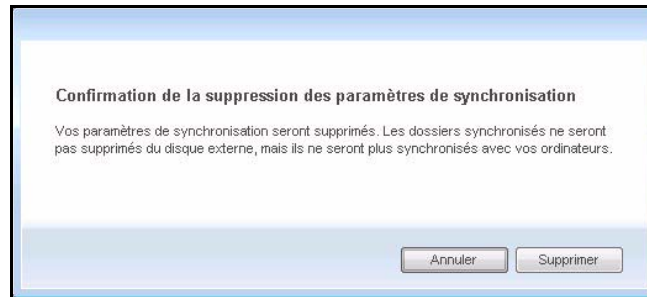 Confirmation de la suppression des paramètres de synchronisation
Vos paramètres de synchronisation seront supprimés. Les dossiers synchronisés ne seront
pas supprimés du disque externe, mais ils ne seront plus synchronisés avec vos ordinateurs.
Annuler
Supprimer